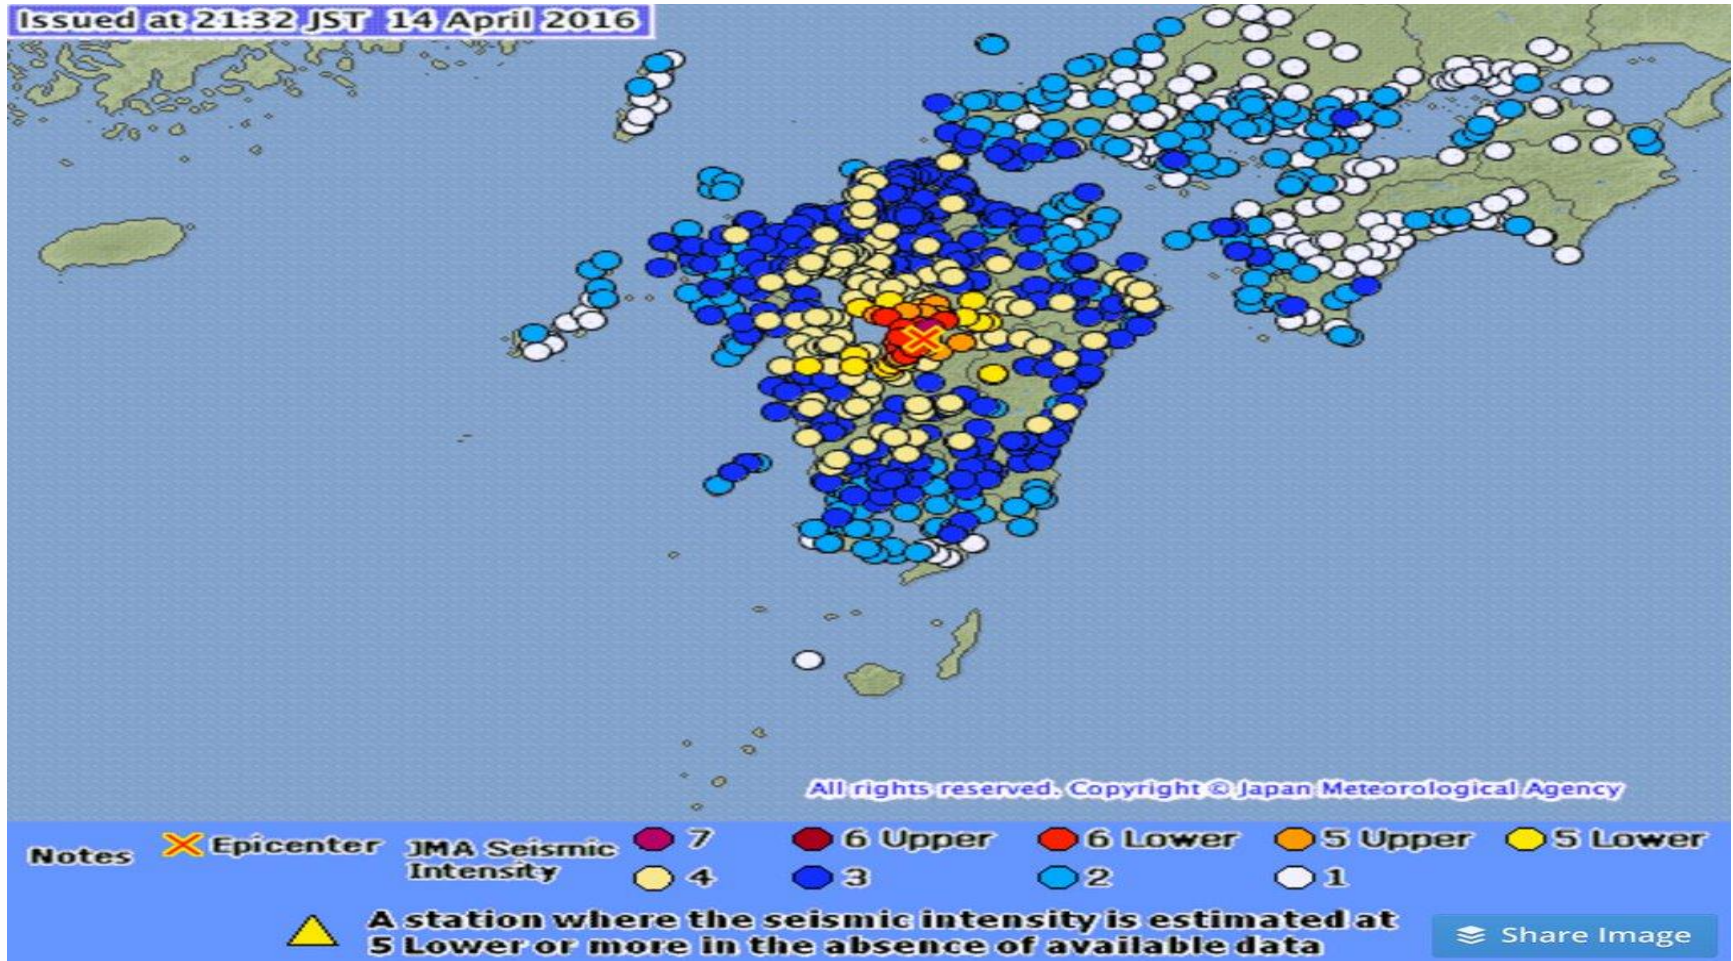 Issued at 21:32 JST 14 April 2016
All rights reserved. Copyright © Japan Meteorological Agency
Notes
Epicenter
JMA Seismic
Intensity
7
6 Upper
6 Lower
5 Upper
5 Lower
4
3
2
1
A station where the seismic intensity is estimated at
5 Lower or more in the absence of available data
Share Image